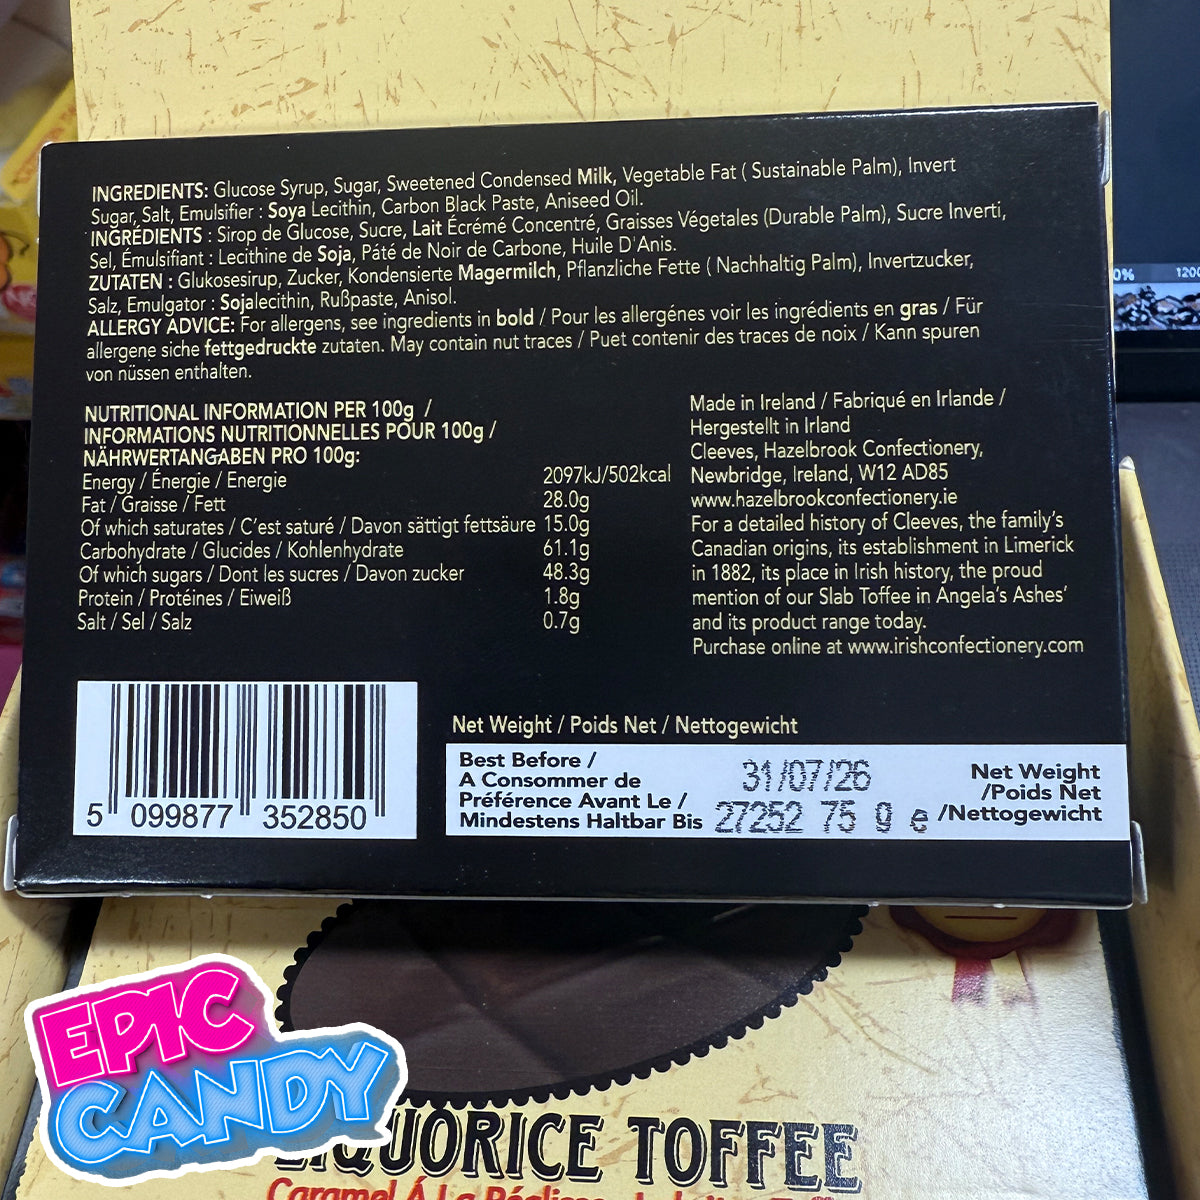 INGREDIENTS: Glucose Syrup, Sugar, Sweetened Condensed Milk, Vegetable Fat ( Sustainable Palm), Invert
Sugar, Salt, Emulsifier : Soya Lecithin, Carbon Black Paste, Aniseed Oil.
INGRÉDIENTS : Sirop de Glucose, Sucre, Lait Écrémé Concentré, Graisses Végetales (Durable Palm), Sucre Inverti,
Sel, Émulsifiant : Lecithine de Soja, Páté de Noir de Carbone, Huile D'Anis.
ZUTATEN : Glukosesirup, Zucker, Kondensierte Magermilch, Pflanzliche Fette ( Nachhaltig Palm), Invertzucker,
Salz, Emulgator : Sojalecithin, Rußpaste, Anisol.
ALLERGY ADVICE: For allergens, see ingredients in bold / Pour les allergénes voir les ingrédients en gras / Für
allergene siche fettgedruckte zutaten. May contain nut traces / Puet contenir des traces de noix / Kann spuren
von nüssen enthalten.
NUTRITIONAL INFORMATION PER 100g /
INFORMATIONS NUTRITIONNELLES POUR 100g /
NÄHRWERTANGABEN PRO 100g:
Energy / Énergie / Energie 2097kJ/502kcal
Fat / Graisse / Fett 28.0g
Of which saturates / C'est saturé / Davon sättigt fettsäure 15.0g
Carbohydrate / Glucides / Kohlenhydrate 61.1g
Of which sugars / Dont les sucres / Davon zucker 48.3g
Protein / Protéines / Eiweiß 1.8g
Salt / Sel / Salz 0.7g
Made in Ireland / Fabriqué en Irlande /
Hergestellt in Irland
Cleeves, Hazelbrook Confectionery,
Newbridge, Ireland, W12 AD85
www.hazelbrookconfectionery.ie
For a detailed history of Cleeves, the family's
Canadian origins, its establishment in Limerick
in 1882, its place in Irish history, the proud
mention of our Slab Toffee in Angela's Ashes'
and its product range today.
Purchase online at www.irishconfectionery.com
5 099877 352850
Net Weight / Poids Net / Nettogewicht
Best Before /
A Consommer de
Préférence Avant Le /
Mindestens Haltbar Bis
31/07/26
27252 75 g e
Net Weight
/Poids Net
/Nettogewicht
0% 1200
EPIC
CANDY
LIQUORICE TOFFEE
Caramel Á La